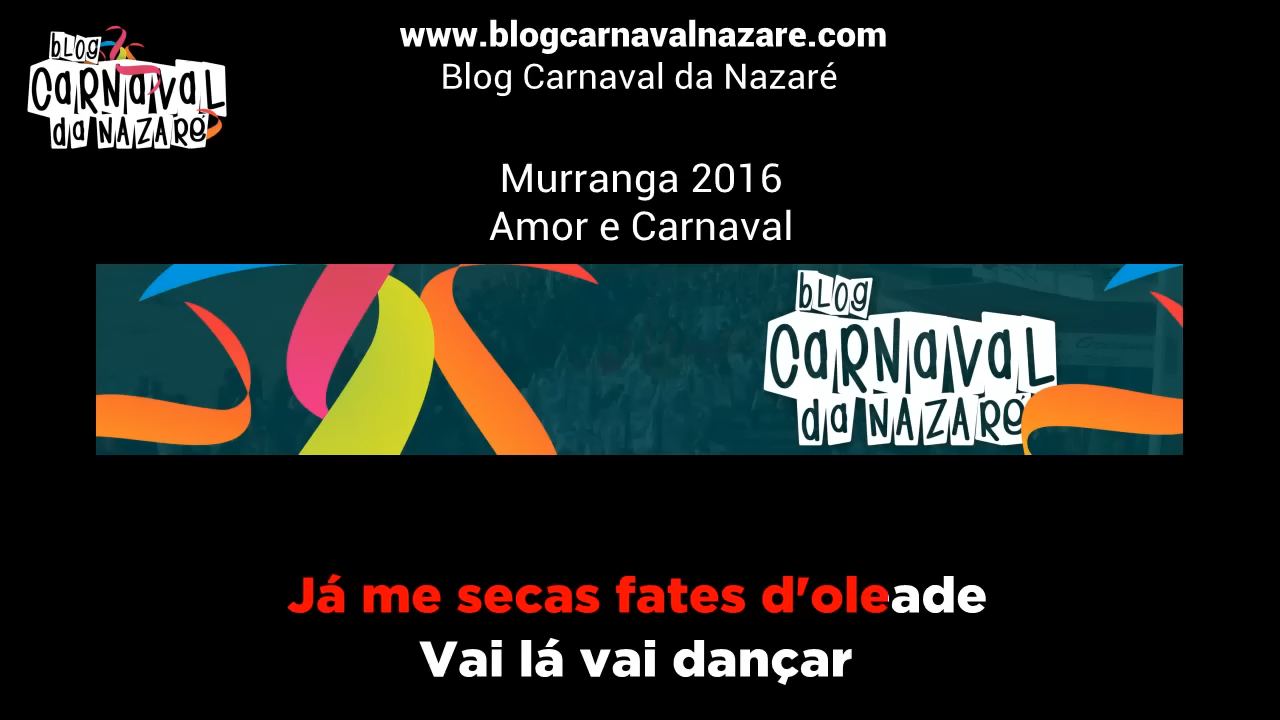 www.blogcarnavalnazare.com
Blog Carnaval da Nazaré
bLOg
CaRNaVaL
da NAZARé
Murranga 2016
Amor e Carnaval
bLOg
CaRNaVaL
da NAZARé
Já me secas fates d'oleade
Vai lá vai dançar